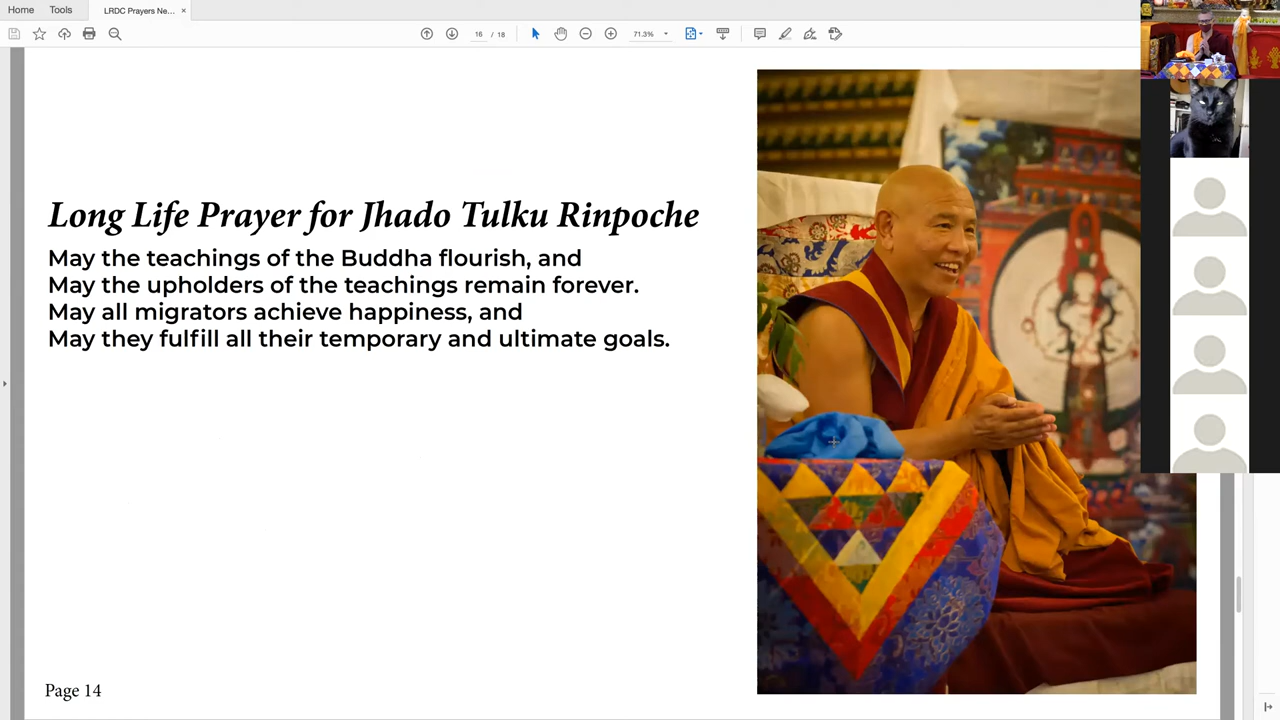 Home Tools LRDC Prayers Ne... ×
16 / 18 71.3%
Long Life Prayer for Jhado Tulku Rinpoche
May the teachings of the Buddha flourish, and
May the upholders of the teachings remain forever.
May all migrators achieve happiness, and
May they fulfill all their temporary and ultimate goals.
Page 14